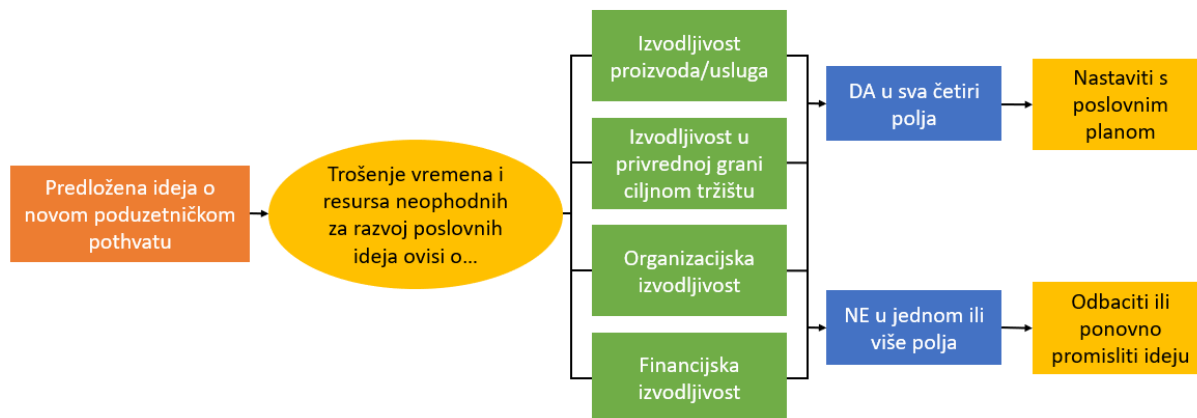 Predložena ideja o
novom poduzetničkom
pothvatu
Trošenje vremena i
resursa neophodnih
za razvoj poslovnih
ideja ovisi o...
Izvodljivost
proizvoda/usluga
Izvodljivost u
privrednoj grani
ciljnom tržištu
Organizacijska
izvodljivost
Financijska
izvodljivost
DA u sva četiri
polja
Nastaviti s
poslovnim
planom
NE u jednom ili
više polja
Odbaciti ili
ponovno
promisliti ideju